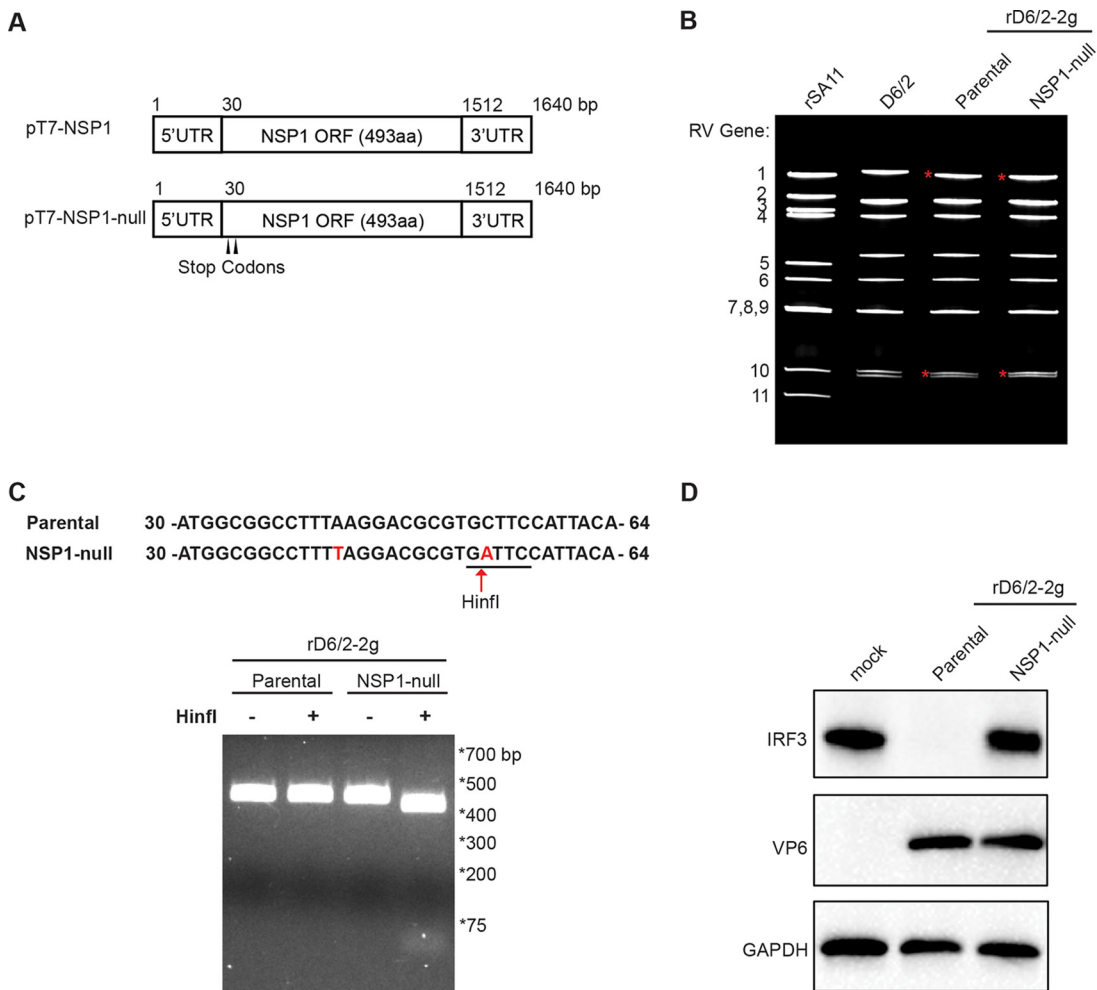 A
1 30 1512 1640 bp
pT7-NSP1 5'UTR NSP1 ORF (493aa) 3'UTR
1 30 1512 1640 bp
pT7-NSP1-null 5'UTR NSP1 ORF (493aa) 3'UTR
Stop Codons
B
rD6/2-2g
rSA11 D6/2 Parental NSP1-null
RV Gene:
1 * *
2
3
4
5
6
7,8,9
10 * *
11
C
Parental 30 -ATGGCGGCCTTTAAGGACGCGTGCTTCCATTACA- 64
NSP1-null 30 -ATGGCGGCCTTTTAGGACGCGTGATTCCATTACA- 64
HinfI
rD6/2-2g
Parental NSP1-null
HinfI - + - +
*700 bp
*500
*400
*300
*200
*75
D
rD6/2-2g
mock Parental NSP1-null
IRF3
VP6
GAPDH